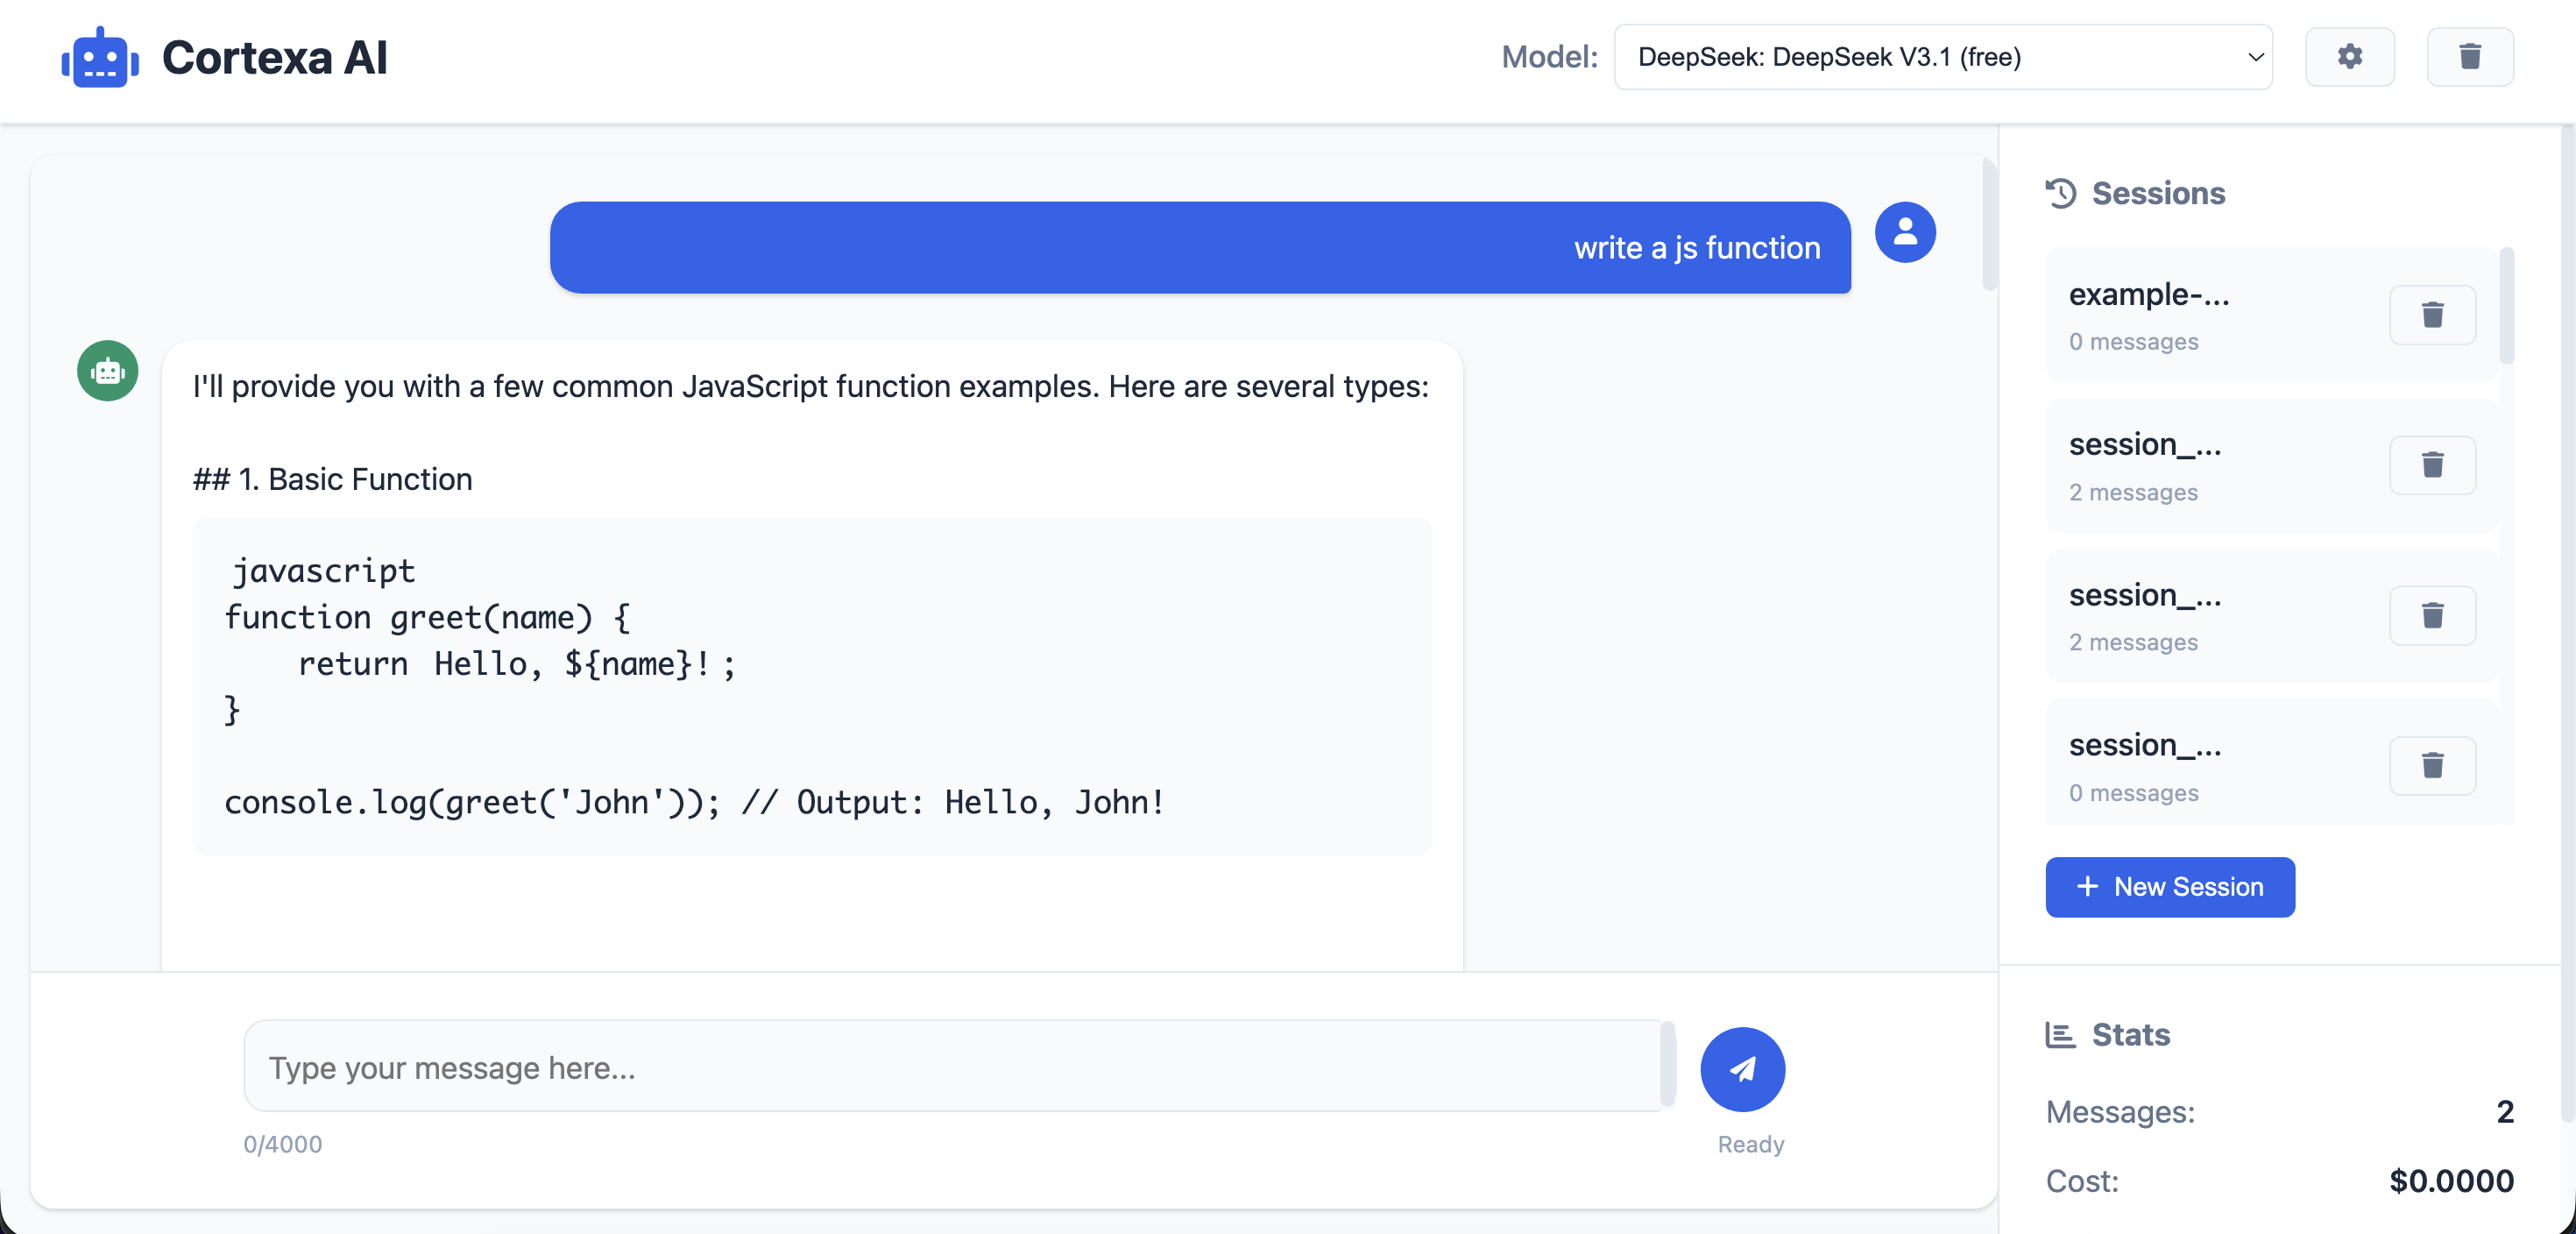 Cortexa AI
Model:
DeepSeek: DeepSeek V3.1 (free)
write a js function
I'll provide you with a few common JavaScript function examples. Here are several types:
## 1. Basic Function
javascript
function greet(name) {
    return Hello, ${name}! ;
}
console.log(greet('John')); // Output: Hello, John!
Type your message here...
0/4000
Ready
Sessions
example-...
0 messages
session_...
2 messages
session_...
2 messages
session_...
0 messages
New Session
Stats
Messages: 2
Cost: $0.0000